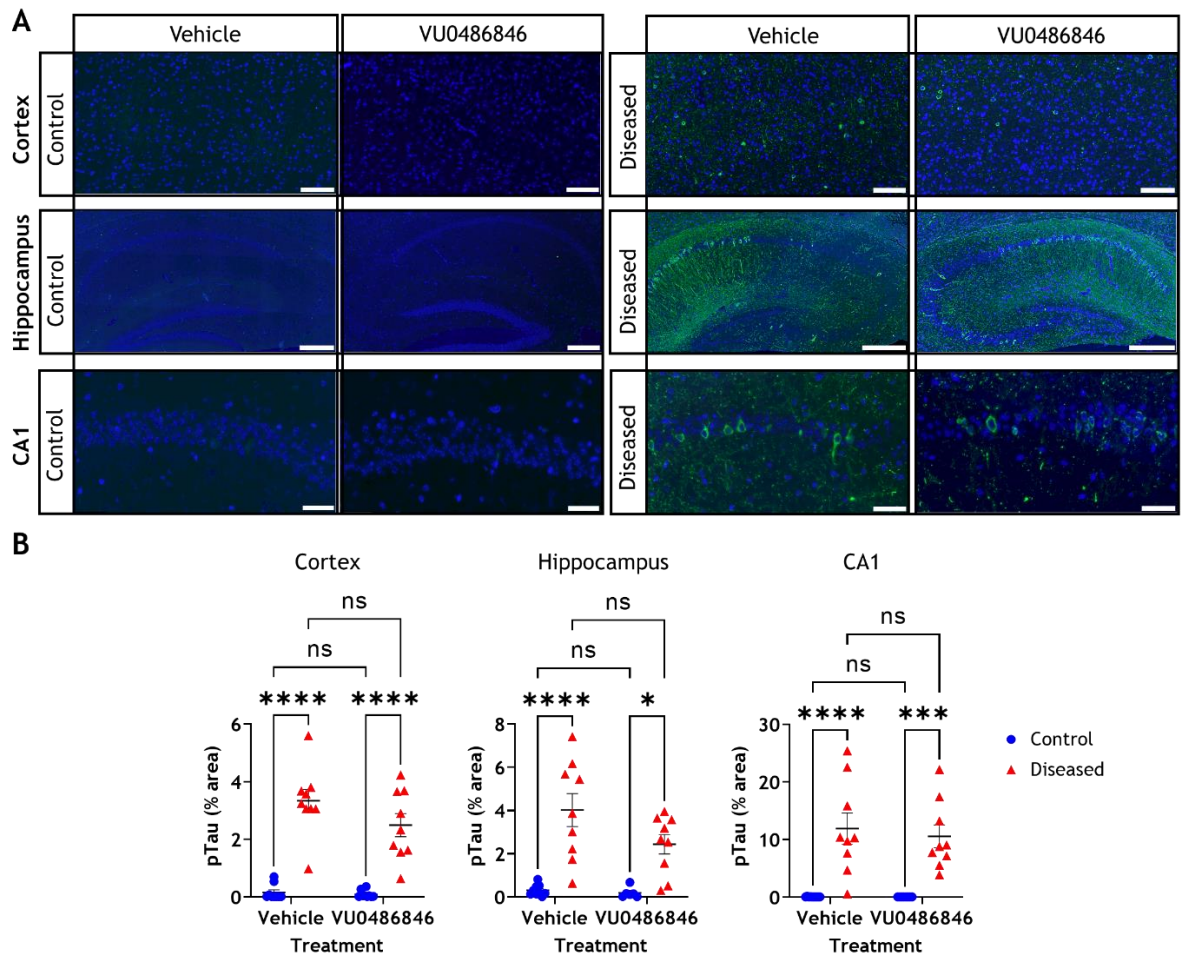 A
Vehicle
VU0486846
Vehicle
VU0486846
Cortex
Control
Diseased
Hippocampus
Control
Diseased
CA1
Control
Diseased
B
Cortex
ns
ns
**** ****
6
4
2
0
pTau (% area)
Vehicle VU0486846
Treatment
Hippocampus
ns
ns
**** *
8
6
4
2
0
pTau (% area)
Vehicle VU0486846
Treatment
CA1
ns
ns
**** ***
30
20
10
0
pTau (% area)
Vehicle VU0486846
Treatment
Control
Diseased